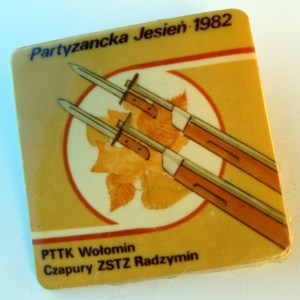 Partyzancka Jesień·1982
PTTK Wołomin
Czapury ZSTZ Radzymin